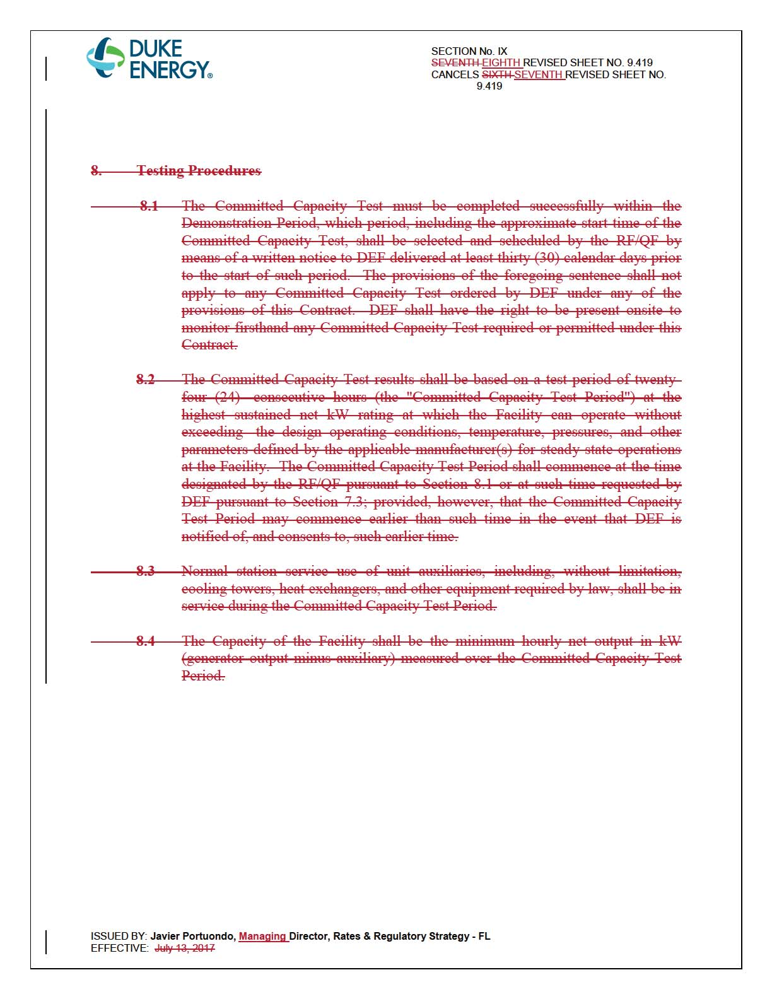 DUKE
ENERGY®
SECTION No. IX
SEVENTH EIGHTH REVISED SHEET NO. 9.419
CANCELS SIXTH SEVENTH REVISED SHEET NO.
9.419
8. Testing Procedures
8.1 The Committed Capacity Test must be completed successfully within the
Demonstration Period, which period, including the approximate start time of the
Committed Capacity Test, shall be selected and scheduled by the RF/QF by
means of a written notice to DEF delivered at least thirty (30) calendar days prior
to the start of such period. The provisions of the foregoing sentence shall not
apply to any Committed Capacity Test ordered by DEF under any of the
provisions of this Contract. DEF shall have the right to be present onsite to
monitor firsthand any Committed Capacity Test required or permitted under this
Contract.
8.2 The Committed Capacity Test results shall be based on a test period of twenty-
four (24) consecutive hours (the "Committed Capacity Test Period") at the
highest sustained net kW rating at which the Facility can operate without
exceeding the design operating conditions, temperature, pressures, and other
parameters defined by the applicable manufacturer(s) for steady state operations
at the Facility. The Committed Capacity Test Period shall commence at the time
designated by the RF/QF pursuant to Section 8.1 or at such time requested by
DEF pursuant to Section 7.3; provided, however, that the Committed Capacity
Test Period may commence earlier than such time in the event that DEF is
notified of, and consents to, such earlier time.
8.3 Normal station service use of unit auxiliaries, including, without limitation,
cooling towers, heat exchangers, and other equipment required by law, shall be in
service during the Committed Capacity Test Period.
8.4 The Capacity of the Facility shall be the minimum hourly net output in kW
(generator output minus auxiliary) measured over the Committed Capacity Test
Period.
ISSUED BY: Javier Portuondo, Managing Director, Rates & Regulatory Strategy - FL
EFFECTIVE: July 13, 2017